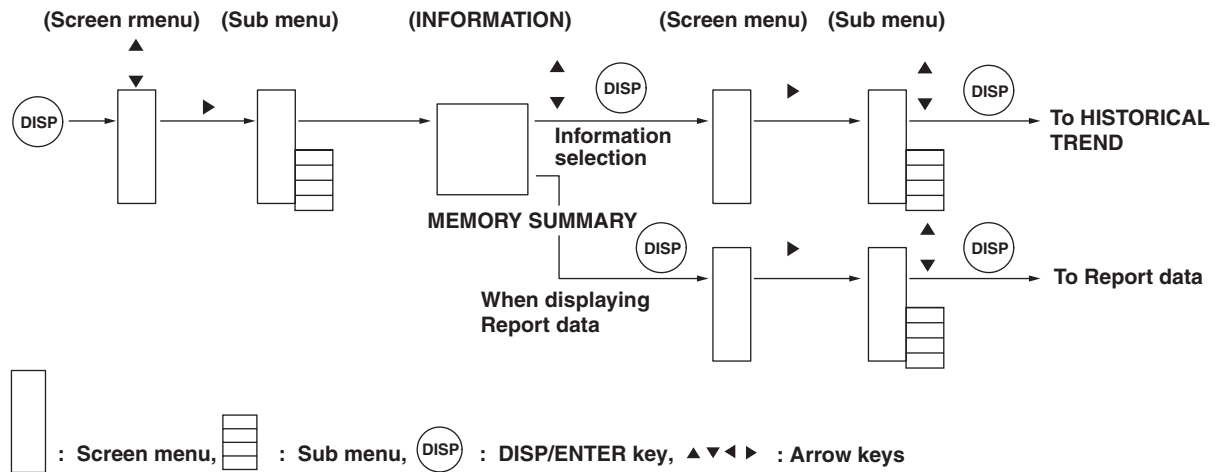 (Screen rmenu) (Sub menu) (INFORMATION) (Screen menu) (Sub menu)
▲ ▼
DISP
▶
▲ ▼
DISP
Information
selection
▶
▲ ▼
DISP
To HISTORICAL
TREND
MEMORY SUMMARY
DISP
When displaying
Report data
▶
▲ ▼
DISP
To Report data
: Screen menu, : Sub menu, DISP : DISP/ENTER key, ▲ ▼ ◀ ▶ : Arrow keys